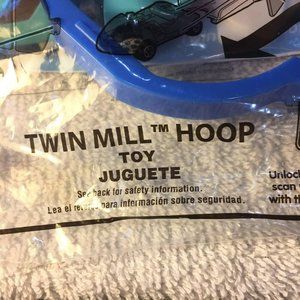 TWIN MILL™ HOOP
TOY
JUGUETE
See back for safety information.
Lea el reverso para información sobre seguridad.
Unlock
scan
with th